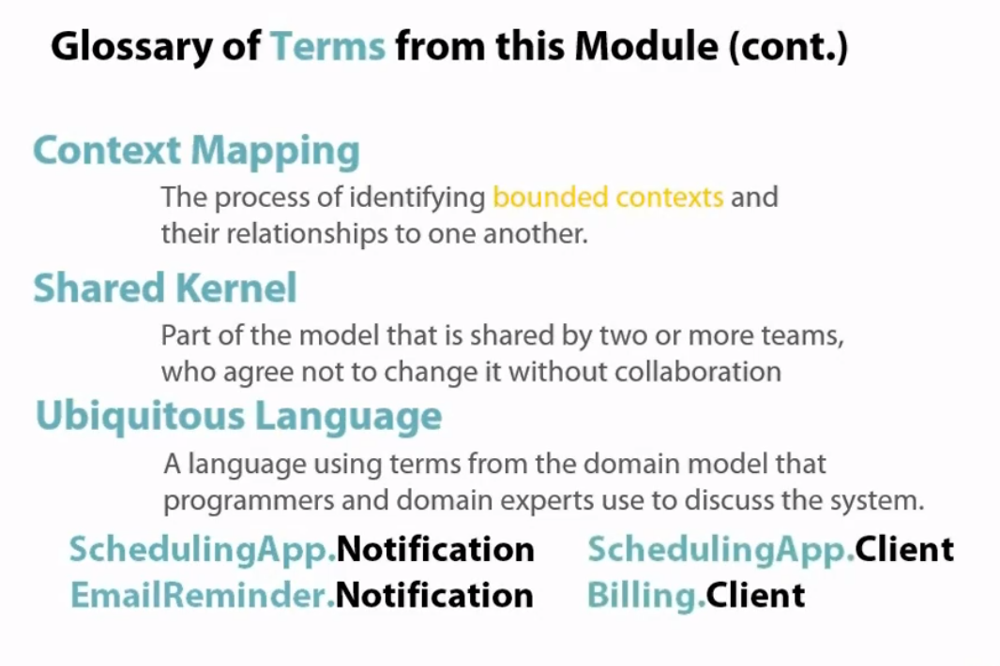 Glossary of Terms from this Module (cont.)
Context Mapping
The process of identifying bounded contexts and
their relationships to one another.
Shared Kernel
Part of the model that is shared by two or more teams,
who agree not to change it without collaboration
Ubiquitous Language
A language using terms from the domain model that
programmers and domain experts use to discuss the system.
SchedulingApp.Notification SchedulingApp.Client
EmailReminder.Notification Billing.Client